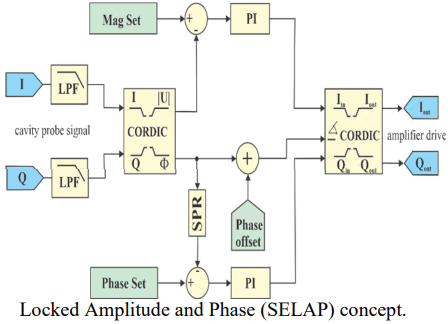 Mag Set
+
-
PI
I
LPF
I |U|
CORDIC
Q Φ
cavity probe signal
Q
LPF
I_in I_out
∠ CORDIC
Q_in Q_out
I_out
amplifier drive
Q_out
+
SPR
Phase
offset
Phase Set
+
-
PI
Locked Amplitude and Phase (SELAP) concept.